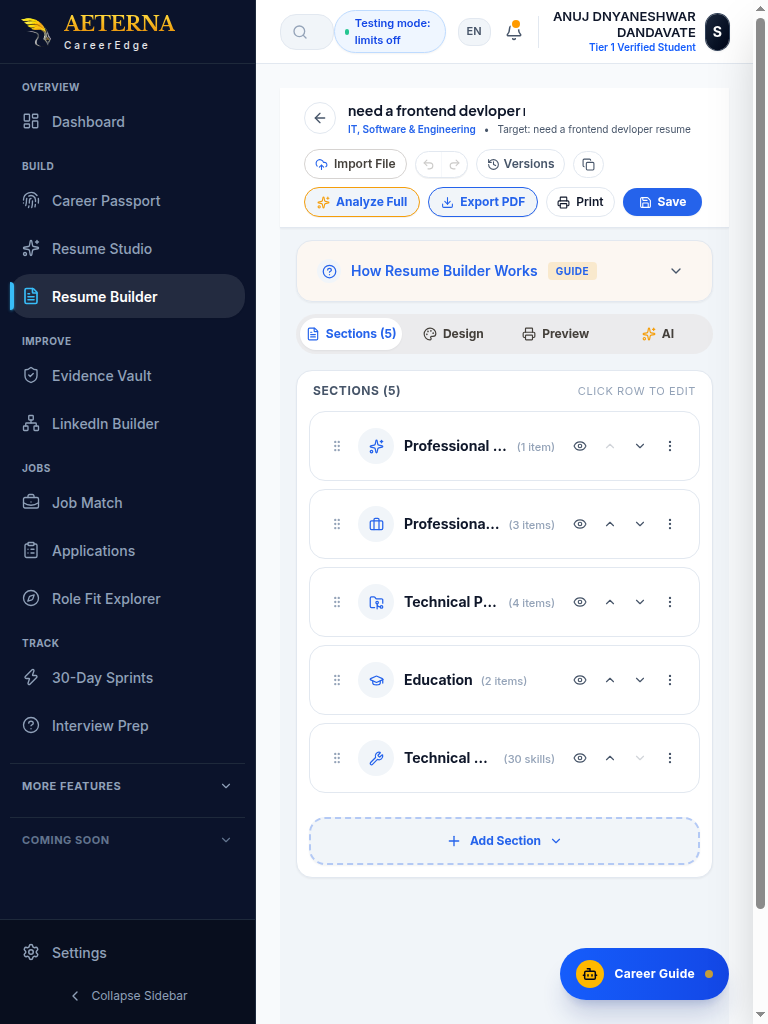 AETERNA
CareerEdge
OVERVIEW
Dashboard
BUILD
Career Passport
Resume Studio
Resume Builder
IMPROVE
Evidence Vault
LinkedIn Builder
JOBS
Job Match
Applications
Role Fit Explorer
TRACK
30-Day Sprints
Interview Prep
MORE FEATURES
COMING SOON
Settings
Collapse Sidebar
Testing mode:
limits off
EN
ANUJ DNYANESHWAR
DANDAVATE
Tier 1 Verified Student
S
need a frontend devloper
IT, Software & Engineering • Target: need a frontend devloper resume
Import File
Versions
Analyze Full
Export PDF
Print
Save
How Resume Builder Works GUIDE
Sections (5)
Design
Preview
AI
SECTIONS (5) CLICK ROW TO EDIT
Professional ... (1 item)
Professiona... (3 items)
Technical P... (4 items)
Education (2 items)
Technical ... (30 skills)
Add Section
Career Guide